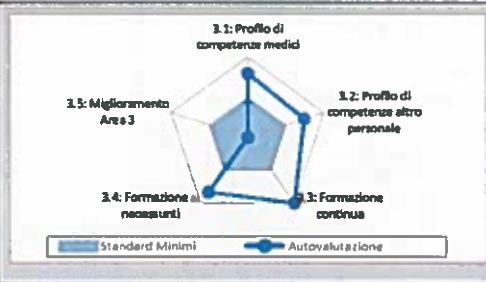 3.1: Profilo di
competenze medici
3.2: Profilo di
competenze altro
personale
3.3: Formazione
continua
3.4: Formazione
neoassunti
3.5: Miglioramento
Area 3
Standard Minimi
Autovalutazione